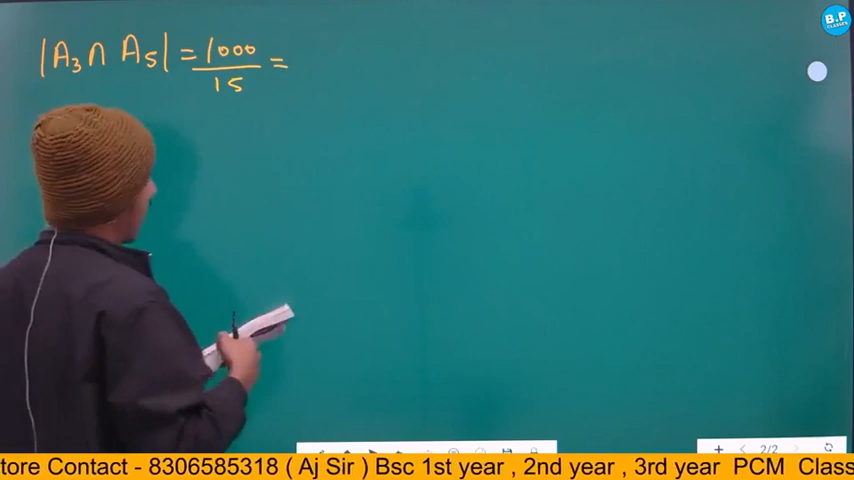 B.P
CLASSES
|A₃ ∩ A₅| = 1000/15 =
2/2
tore Contact - 8306585318 ( Aj Sir ) Bsc 1st year , 2nd year , 3rd year PCM Classe